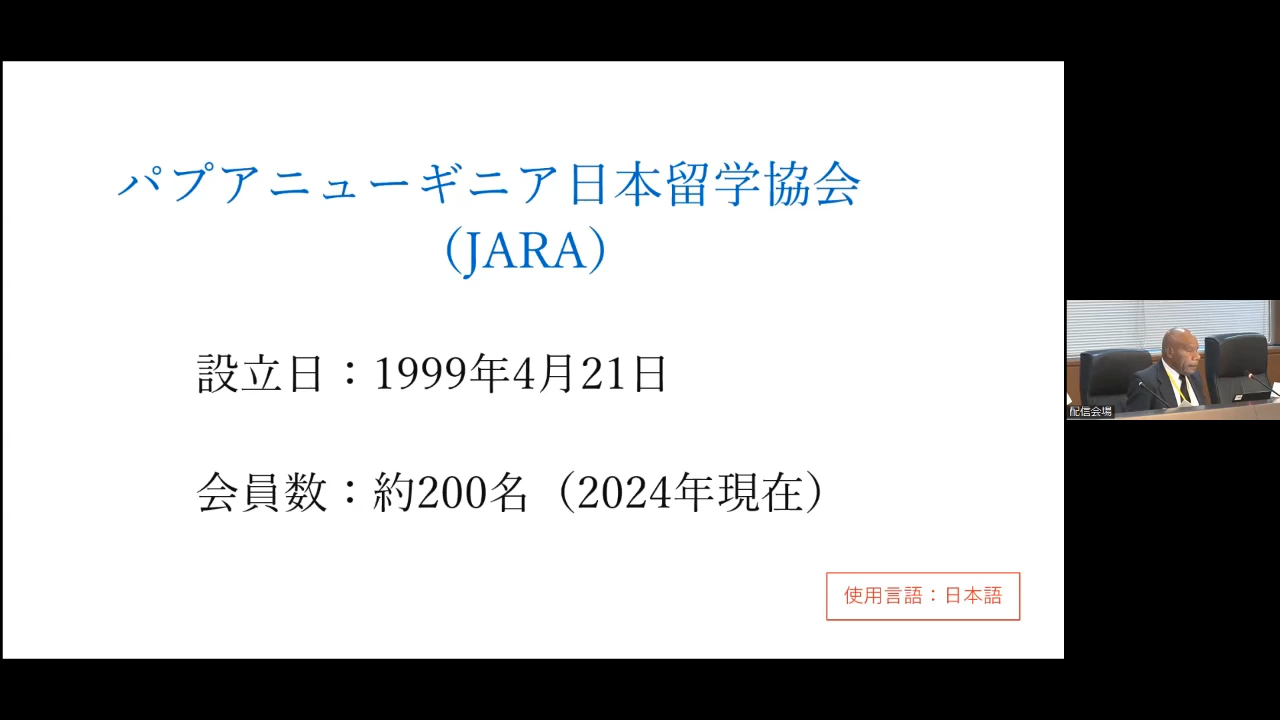 パプアニューギニア日本留学協会
（JARA）
設立日：1999年4月21日
会員数：約200名（2024年現在）
使用言語：日本語
配信会場